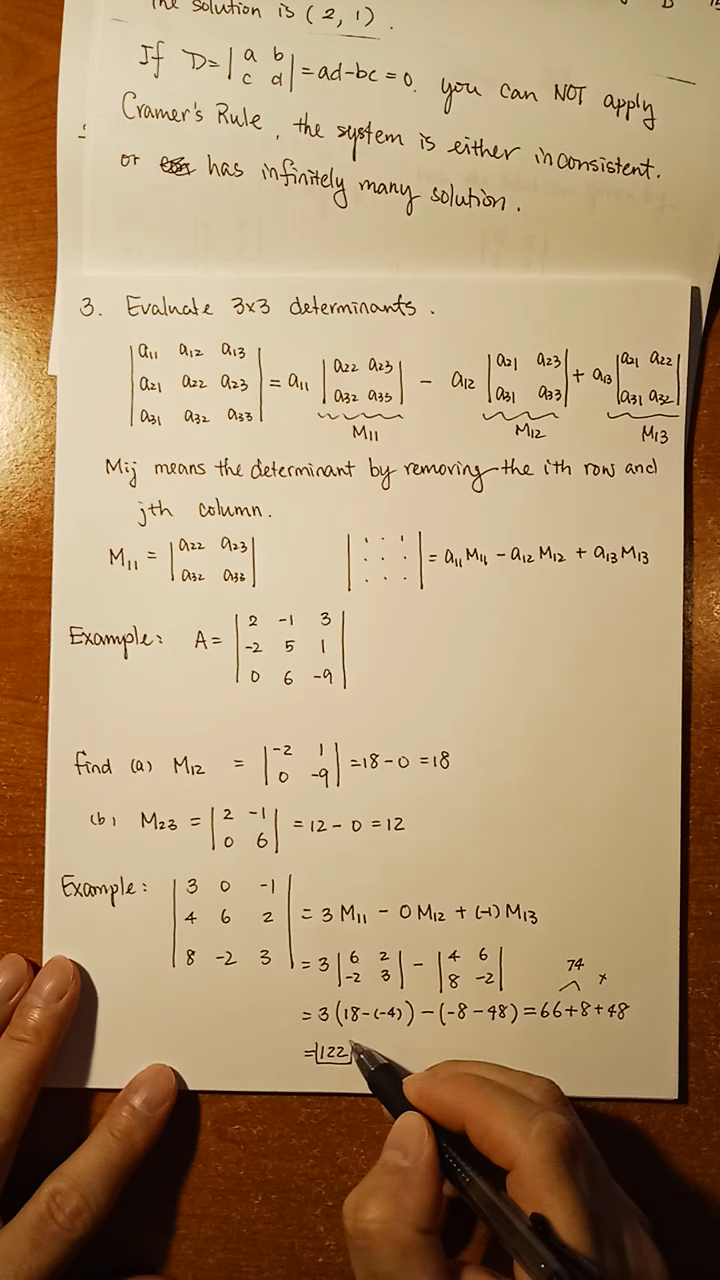 The solution is (2, 1).
If D = | a b | = ad-bc = 0. you can NOT apply
c d
Cramer's Rule, the system is either inconsistent.
or has infinitely many solution.
3. Evaluate 3x3 determinants.
| a11 a12 a13 | = a11 | a22 a23 | - a12 | a21 a23 | + a13 | a21 a22 |
a21 a22 a23 a32 a33 a31 a33 a31 a32
a31 a32 a33 M11 M12 M13
Mij means the determinant by removing the ith row and
jth column.
M11 = | a22 a23 | | . . . | = a11 M11 - a12 M12 + a13 M13
a32 a33
Example: A = | 2 -1 3 |
-2 5 1
0 6 -9
find (a) M12 = | -2 1 | = 18 - 0 = 18
0 -9
(b) M23 = | 2 -1 | = 12 - 0 = 12
0 6
Example: | 3 0 -1 |
4 6 2 = 3 M11 - 0 M12 + (-1) M13
8 -2 3 = 3 | 6 2 | - | 4 6 | 74
-2 3 8 -2
= 3 (18-(-4)) - (-8 - 48) = 66 + 8 + 48
= 122